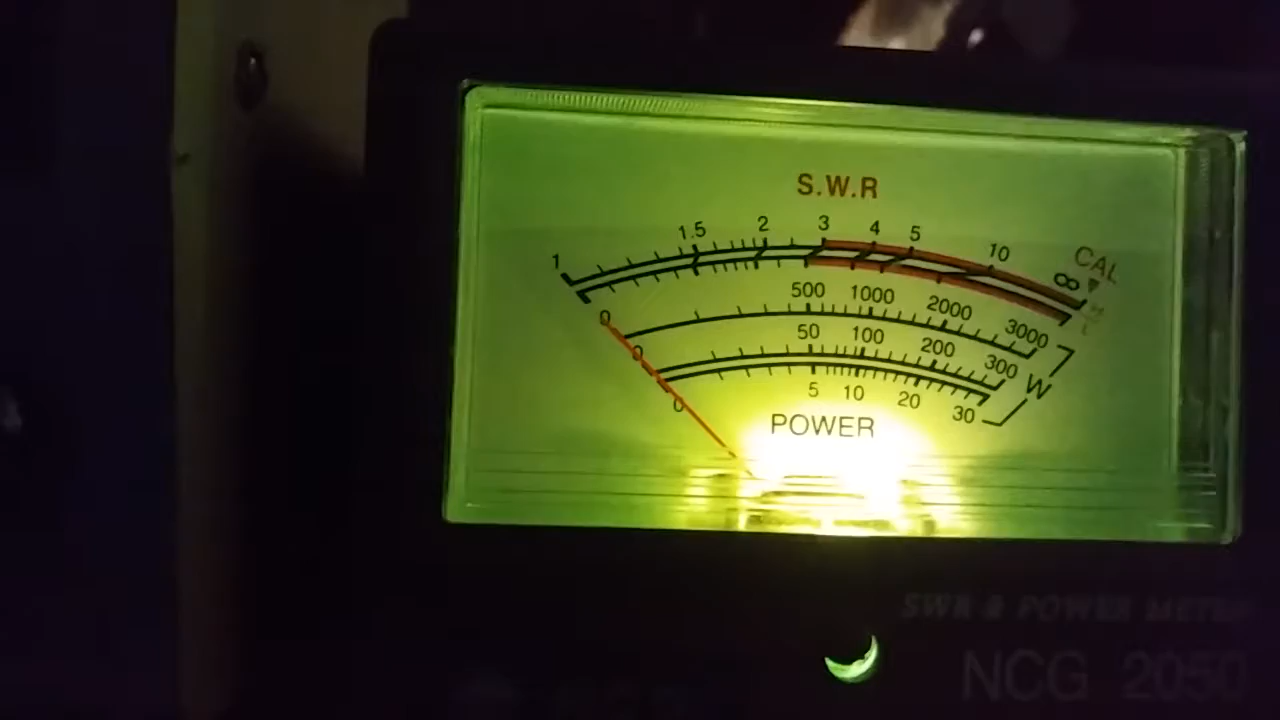 S.W.R
1 1.5 2 3 4 5 10 ∞ CAL
0 500 1000 2000 3000
0 50 100 200 300 W
0 5 10 20 30
POWER
SWR & POWER METER
NCG 2050